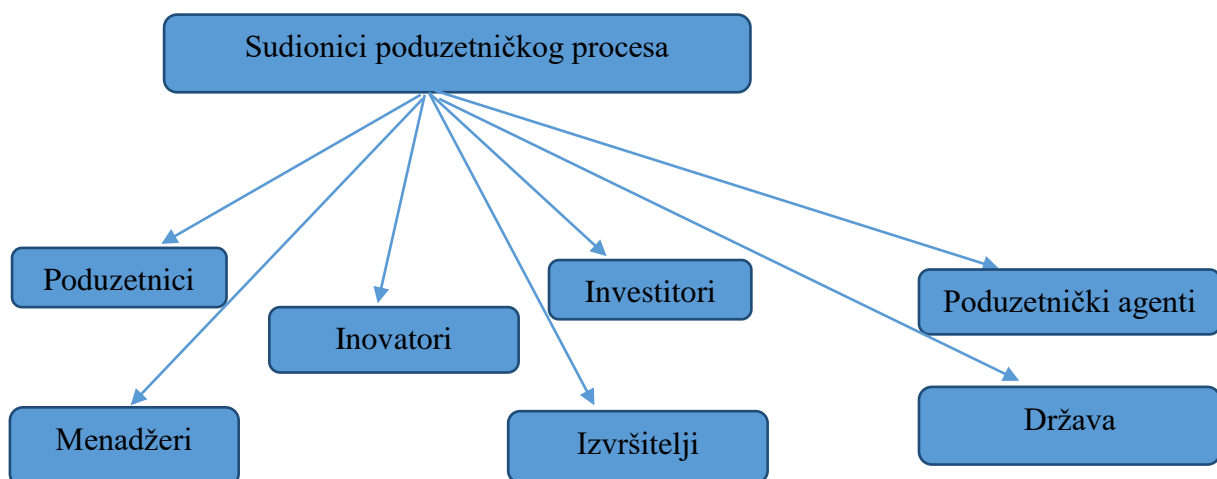 Sudionici poduzetničkog procesa
Poduzetnici
Inovatori
Investitori
Poduzetnički agenti
Menadžeri
Izvršitelji
Država